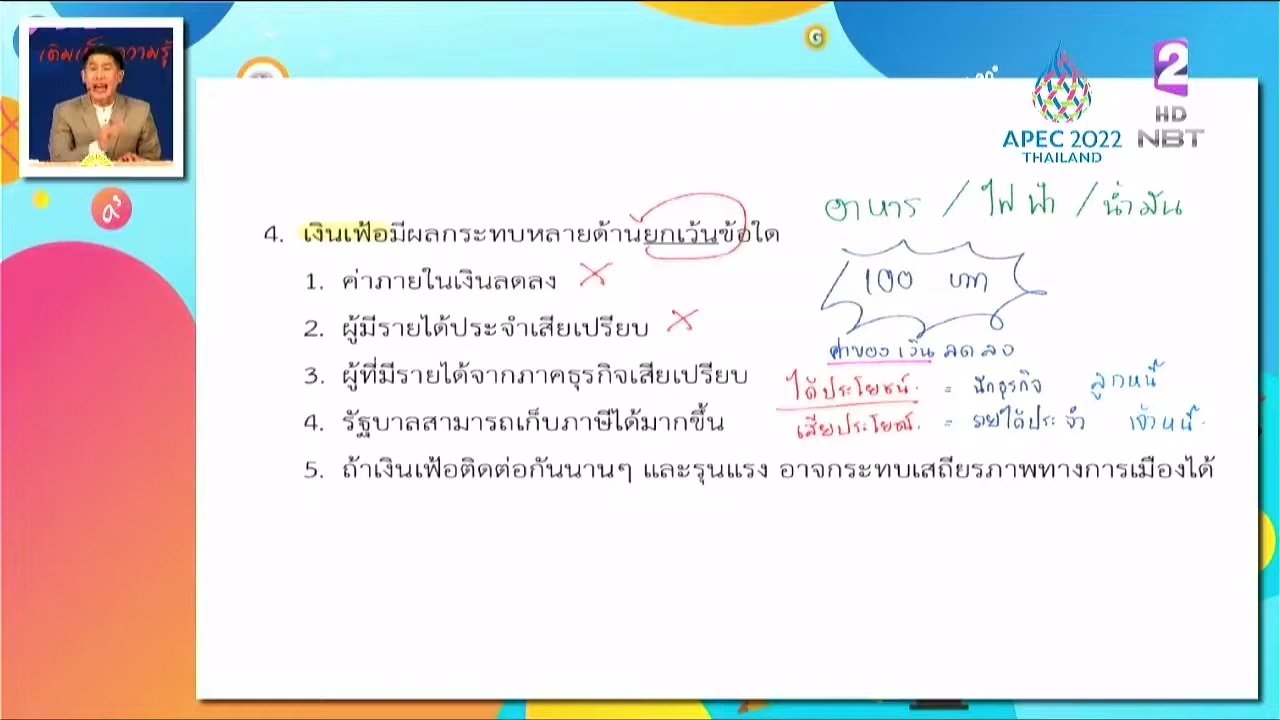 เติมเต็มความรู้
2
HD
NBT
APEC 2022
THAILAND
อาหาร / ไฟฟ้า / น้ำมัน
4. เงินเฟ้อมีผลกระทบหลายด้านยกเว้นข้อใด
1. ค่าภายในเงินลดลง
100 บาท
2. ผู้มีรายได้ประจำเสียเปรียบ
ค่าของเงิน ลดลง
3. ผู้ที่มีรายได้จากภาคธุรกิจเสียเปรียบ
ได้ประโยชน์ = นักธุรกิจ ลูกหนี้
4. รัฐบาลสามารถเก็บภาษีได้มากขึ้น
เสียประโยชน์ = รายได้ประจำ เจ้าหนี้
5. ถ้าเงินเฟ้อติดต่อกันนานๆ และรุนแรง อาจกระทบเสถียรภาพทางการเมืองได้